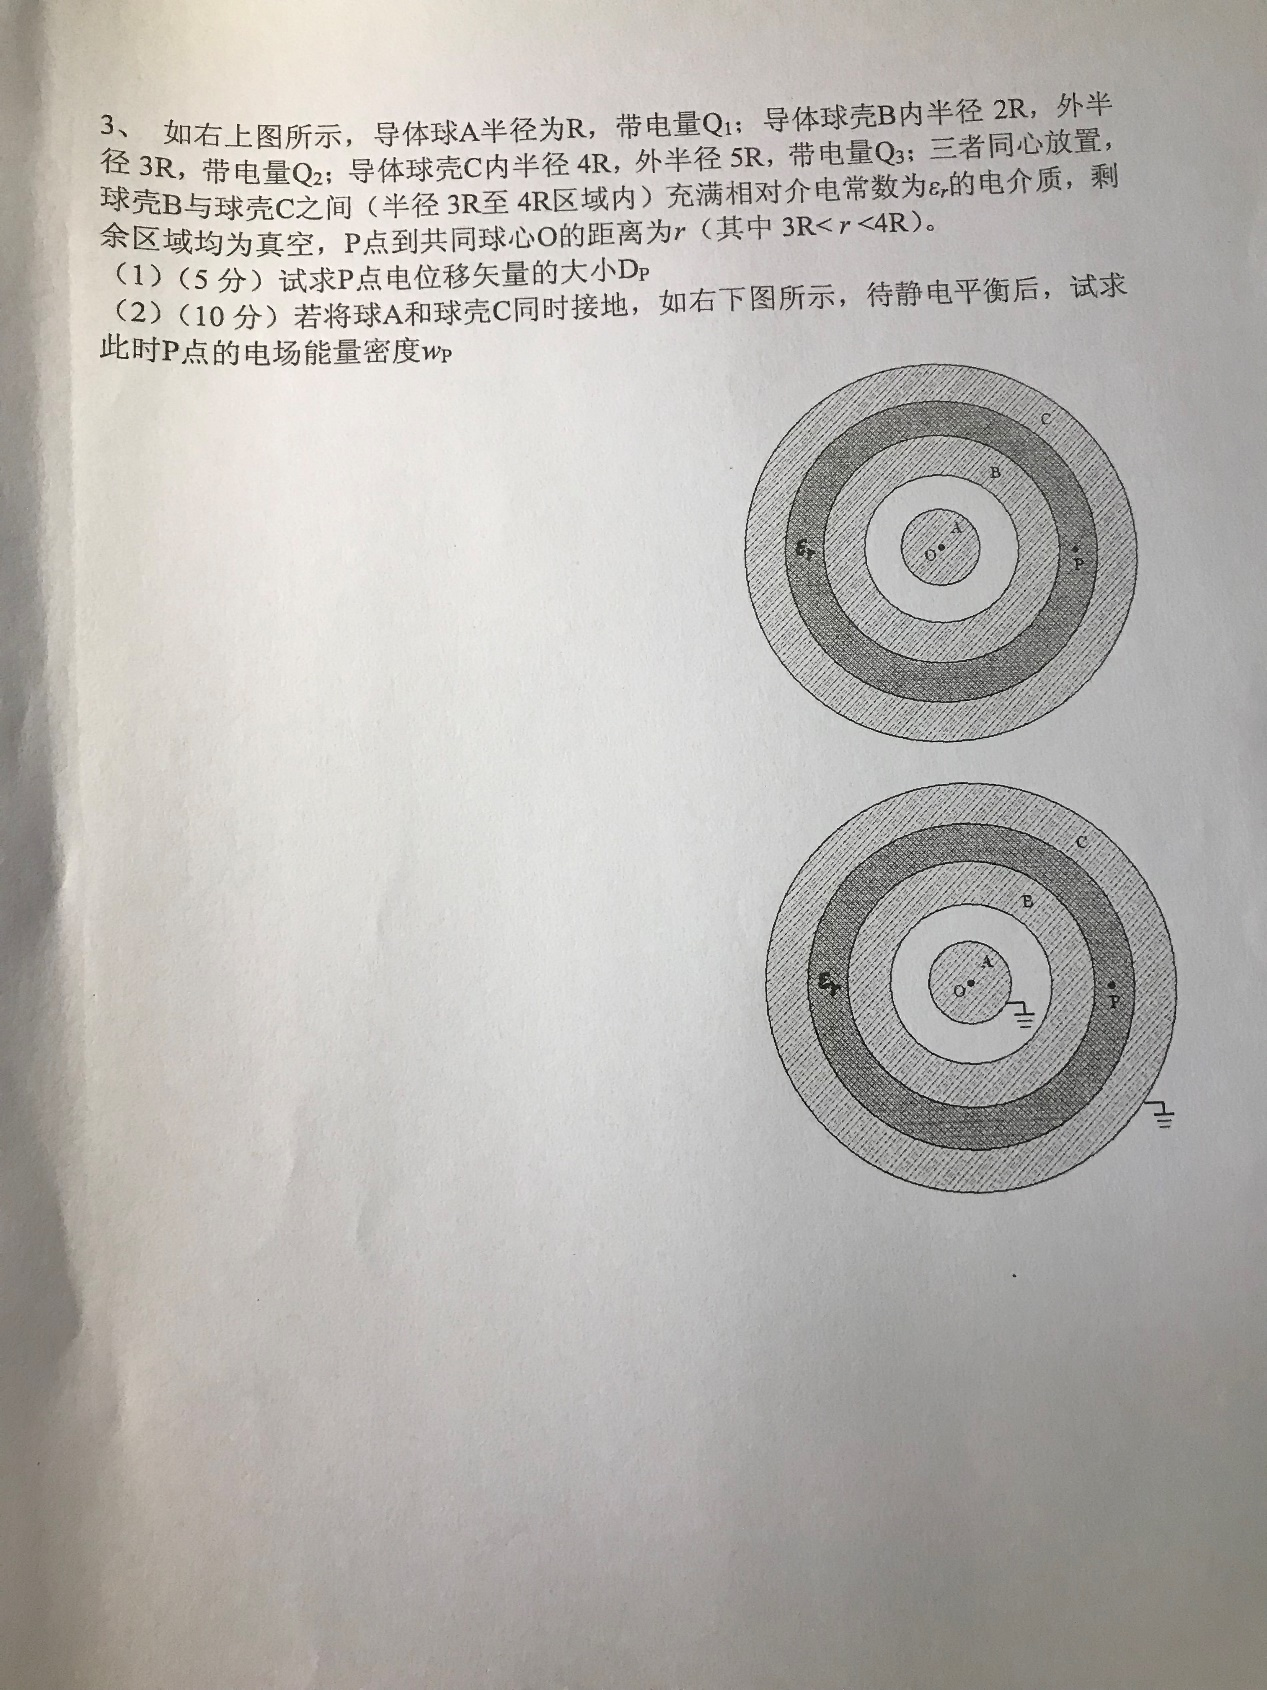 3、 如右上图所示，导体球A半径为R，带电量Q₁；导体球壳B内半径 2R，外半
径 3R，带电量Q₂；导体球壳C内半径 4R，外半径 5R，带电量Q₃；三者同心放置，
球壳B与球壳C之间（半径 3R至 4R区域内）充满相对介电常数为εᵣ的电介质，剩
余区域均为真空，P点到共同球心O的距离为r（其中 3R< r <4R）。
（1）（5 分）试求P点电位移矢量的大小Dₚ
（2）（10 分）若将球A和球壳C同时接地，如右下图所示，待静电平衡后，试求
此时P点的电场能量密度wₚ
C
B
A
O
εᵣ
P
C
B
A
O
εᵣ
P